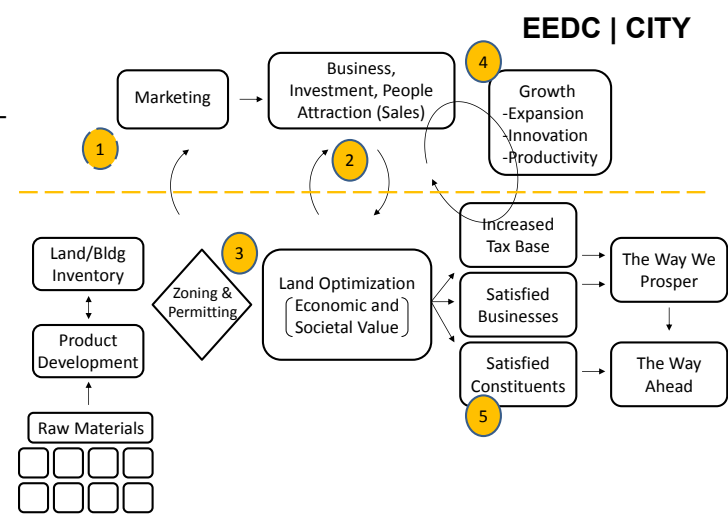 EEDC | CITY
1
Marketing
Business,
Investment, People
Attraction (Sales)
4
Growth
-Expansion
-Innovation
-Productivity
2
3
Land/Bldg
Inventory
Product
Development
Raw Materials
Zoning &
Permitting
Land Optimization
Economic and
Societal Value
Increased
Tax Base
Satisfied
Businesses
Satisfied
Constituents
5
The Way We
Prosper
The Way
Ahead